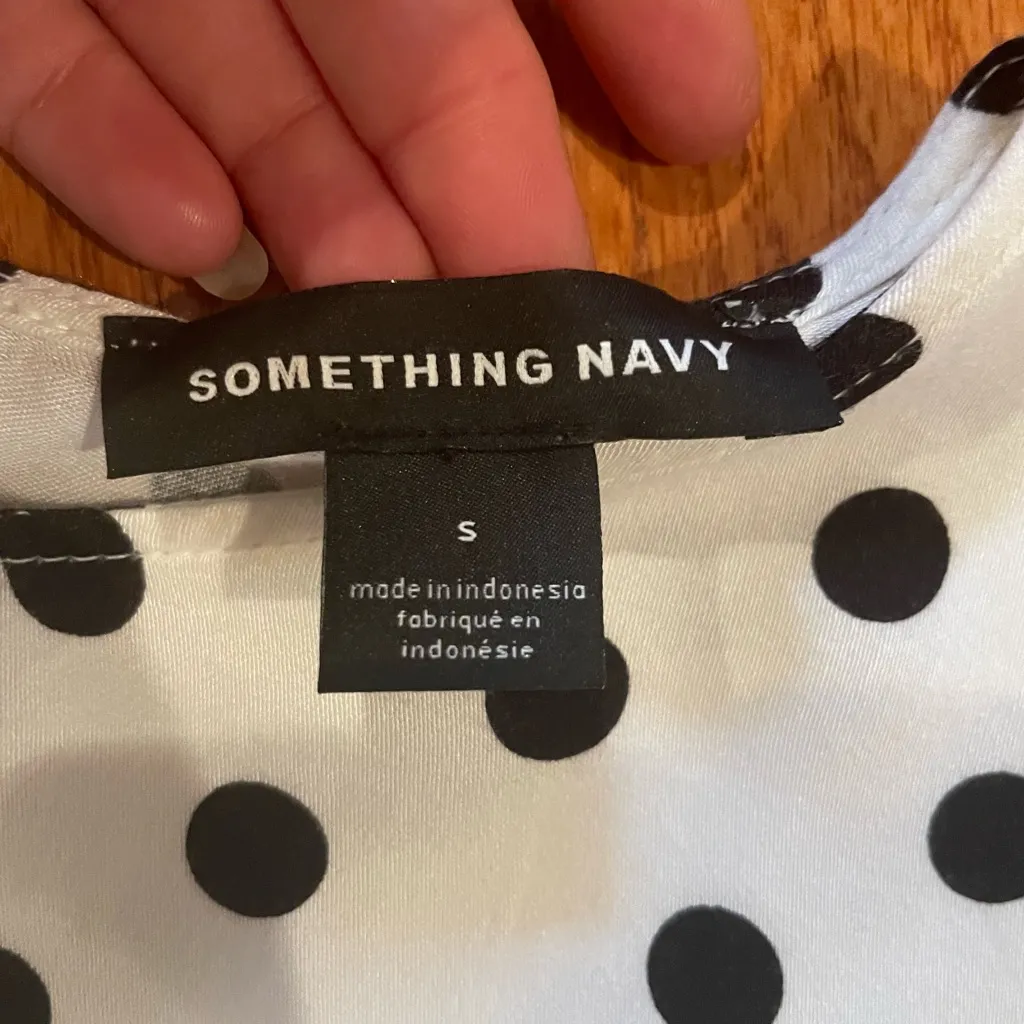 SOMETHING NAVY
s
made in indonesia
fabriqué en
indonésie